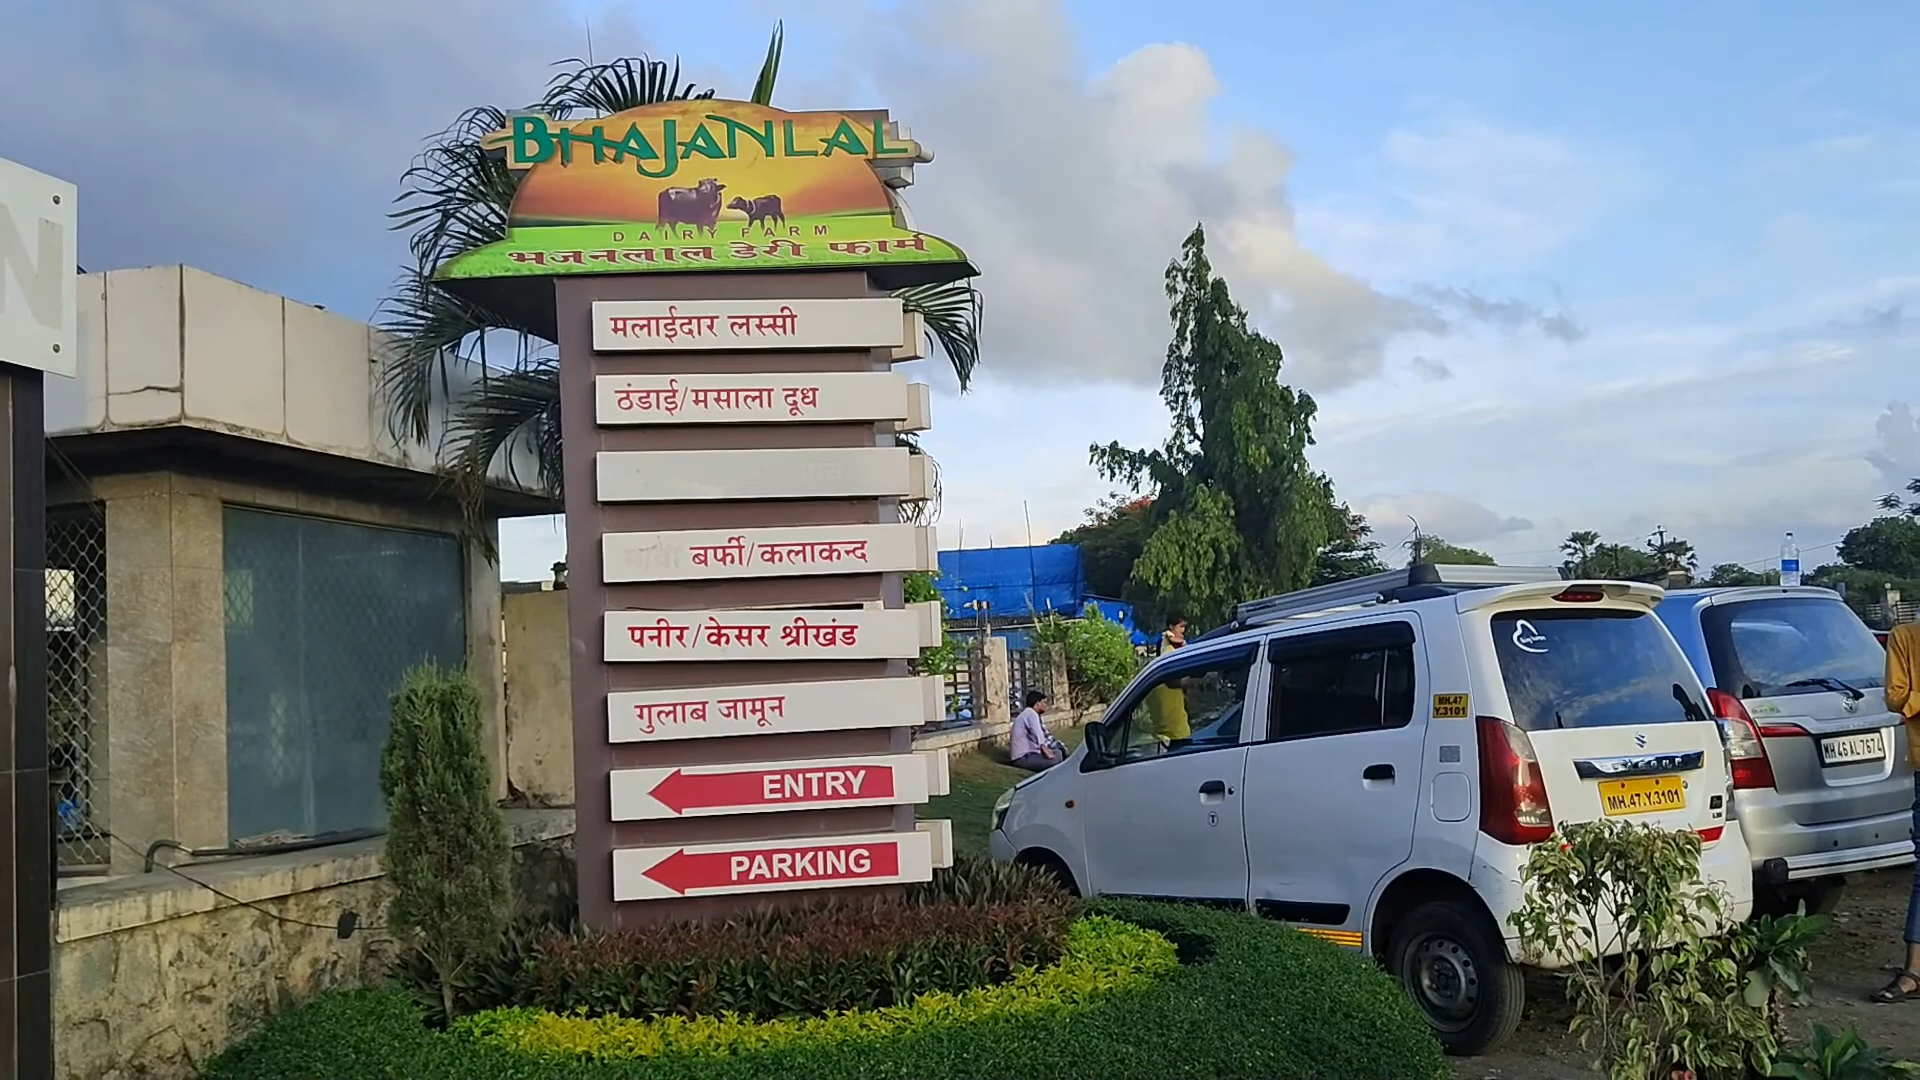 N
BHAJANLAL
DAIRY FARM
भजनलाल डेरी फार्म
मलाईदार लस्सी
ठंडाई/मसाला दूध
बर्फी/कलाकन्द
पनीर/केसर श्रीखंड
गुलाब जामून
ENTRY
PARKING
MH.47
Y.3101
MH.47.Y.3101
MH46AL7674
T